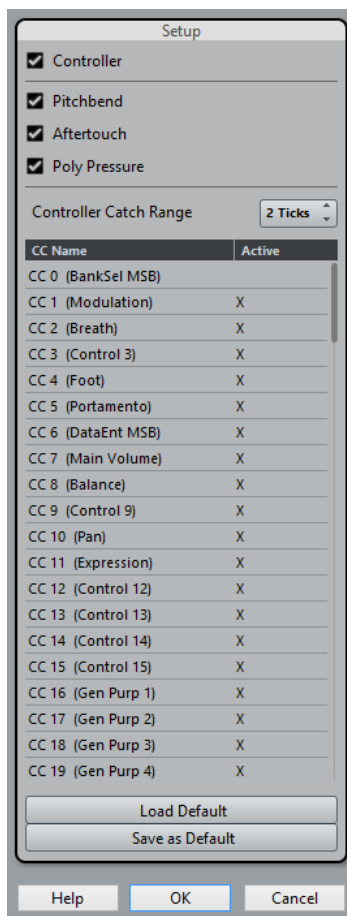 Setup
Controller
Pitchbend
Aftertouch
Poly Pressure
Controller Catch Range 2 Ticks
CC Name Active
CC 0 (BankSel MSB)
CC 1 (Modulation) X
CC 2 (Breath) X
CC 3 (Control 3) X
CC 4 (Foot) X
CC 5 (Portamento) X
CC 6 (DataEnt MSB) X
CC 7 (Main Volume) X
CC 8 (Balance) X
CC 9 (Control 9) X
CC 10 (Pan) X
CC 11 (Expression) X
CC 12 (Control 12) X
CC 13 (Control 13) X
CC 14 (Control 14) X
CC 15 (Control 15) X
CC 16 (Gen Purp 1) X
CC 17 (Gen Purp 2) X
CC 18 (Gen Purp 3) X
CC 19 (Gen Purp 4) X
Load Default
Save as Default
Help OK Cancel